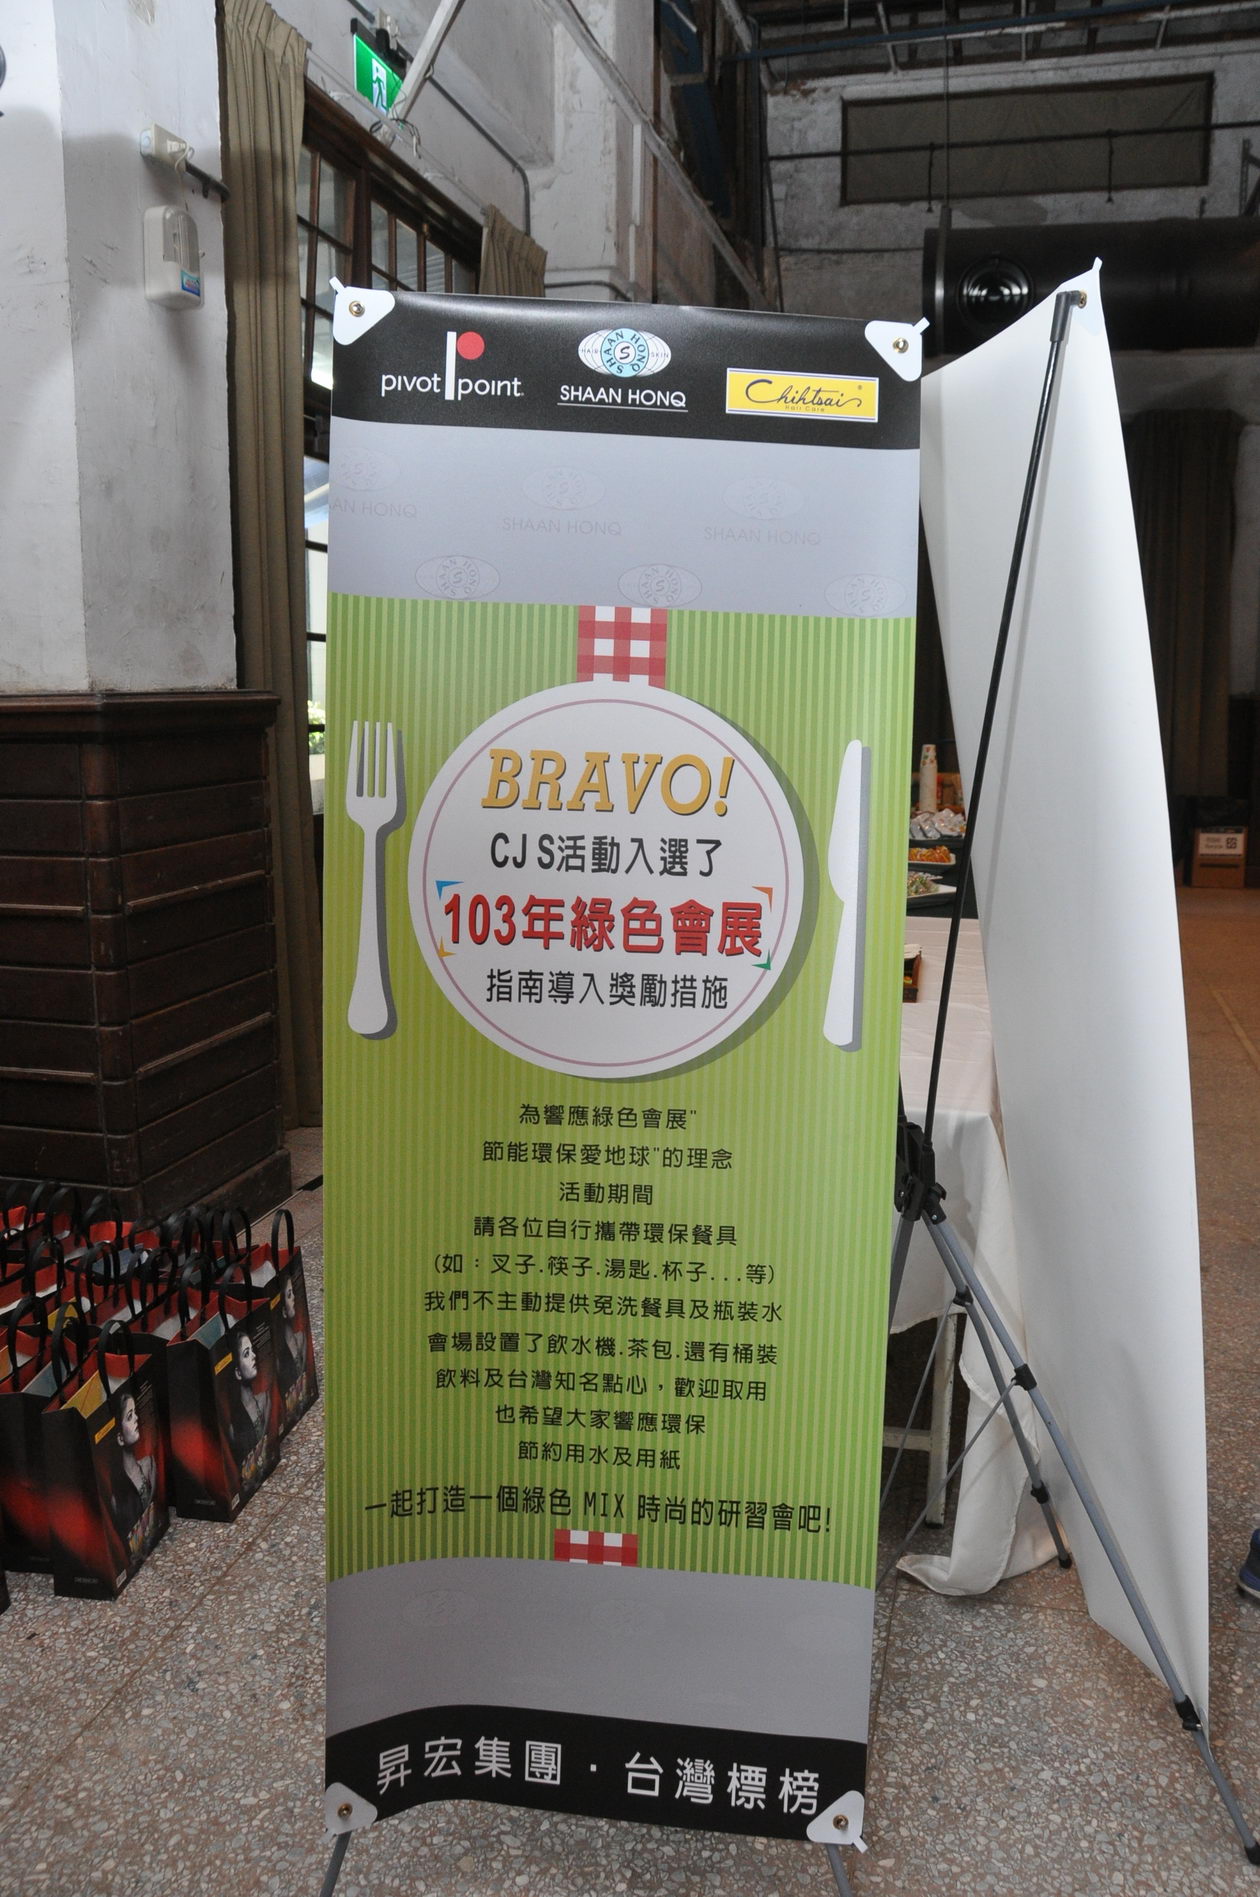 pivot point
HAIR SHAAN HONQ SKIN
S
SHAAN HONQ
Chihtsai®
Hair Care
AN HONQ
SHAAN HONQ
SHAAN HONQ
BRAVO!
CJ S活動入選了
103年綠色會展
指南導入獎勵措施
為響應綠色會展"
節能環保愛地球"的理念
活動期間
請各位自行攜帶環保餐具
(如：叉子.筷子.湯匙.杯子...等)
我們不主動提供免洗餐具及瓶裝水
會場設置了飲水機.茶包.還有桶裝
飲料及台灣知名點心，歡迎取用
也希望大家響應環保
節約用水及用紙
一起打造一個綠色 MIX 時尚的研習會吧!
昇宏集團．台灣標榜